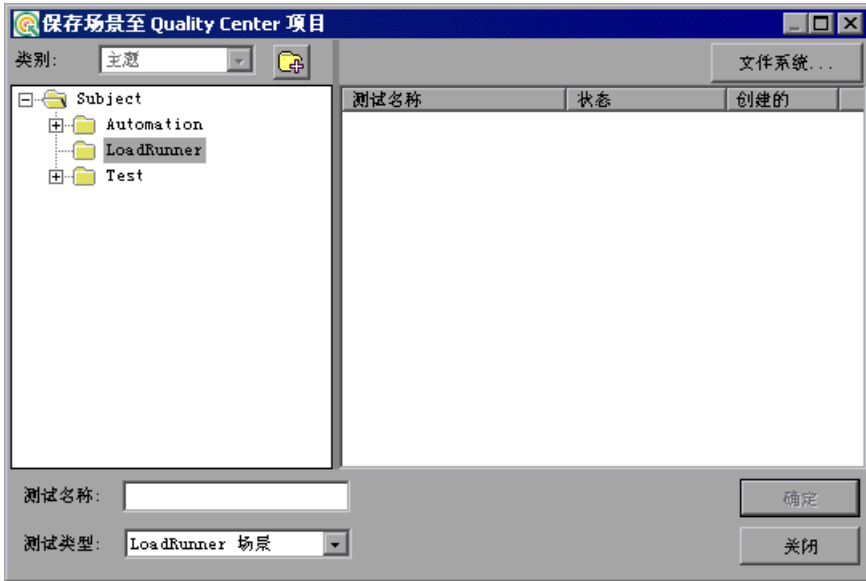 保存场景至 Quality Center 项目
类别: 主题
文件系统...
Subject
Automation
LoadRunner
Test
测试名称 状态 创建的
测试名称:
确定
测试类型: LoadRunner 场景
关闭